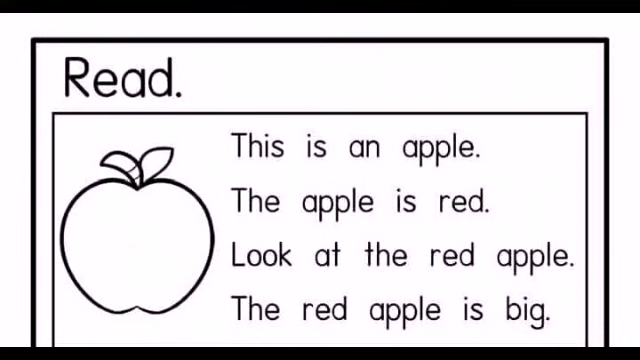 Read.
This is an apple.
The apple is red.
Look at the red apple.
The red apple is big.